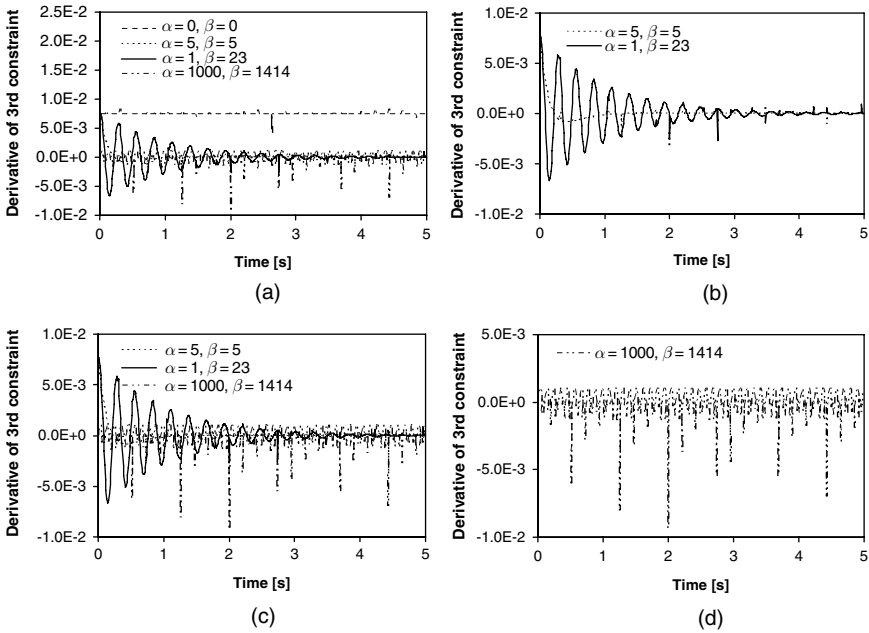 Derivative of 3rd constraint
2.5E-2
2.0E-2
1.5E-2
1.0E-2
5.0E-3
0.0E+0
-5.0E-3
-1.0E-2
α = 0, β = 0
α = 5, β = 5
α = 1, β = 23
α = 1000, β = 1414
0 1 2 3 4 5
Time [s]
(a)
Derivative of 3rd constraint
1.0E-2
5.0E-3
0.0E+0
-5.0E-3
-1.0E-2
α = 5, β = 5
α = 1, β = 23
0 1 2 3 4 5
Time [s]
(b)
Derivative of 3rd constraint
1.0E-2
5.0E-3
0.0E+0
-5.0E-3
-1.0E-2
α = 5, β = 5
α = 1, β = 23
α = 1000, β = 1414
0 1 2 3 4 5
Time [s]
(c)
Derivative of 3rd constraint
5.0E-3
0.0E+0
-5.0E-3
-1.0E-2
α = 1000, β = 1414
0 1 2 3 4 5
Time [s]
(d)